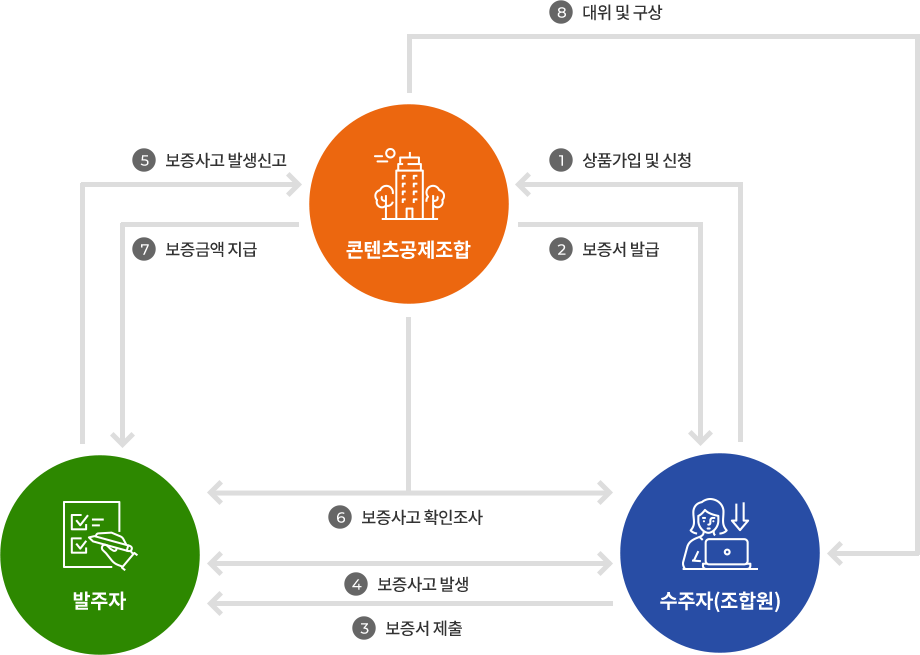 8 대위 및 구상
5 보증사고 발생신고
1 상품가입 및 신청
7 보증금액 지급
콘텐츠공제조합
2 보증서 발급
6 보증사고 확인조사
4 보증사고 발생
발주자
수주자(조합원)
3 보증서 제출